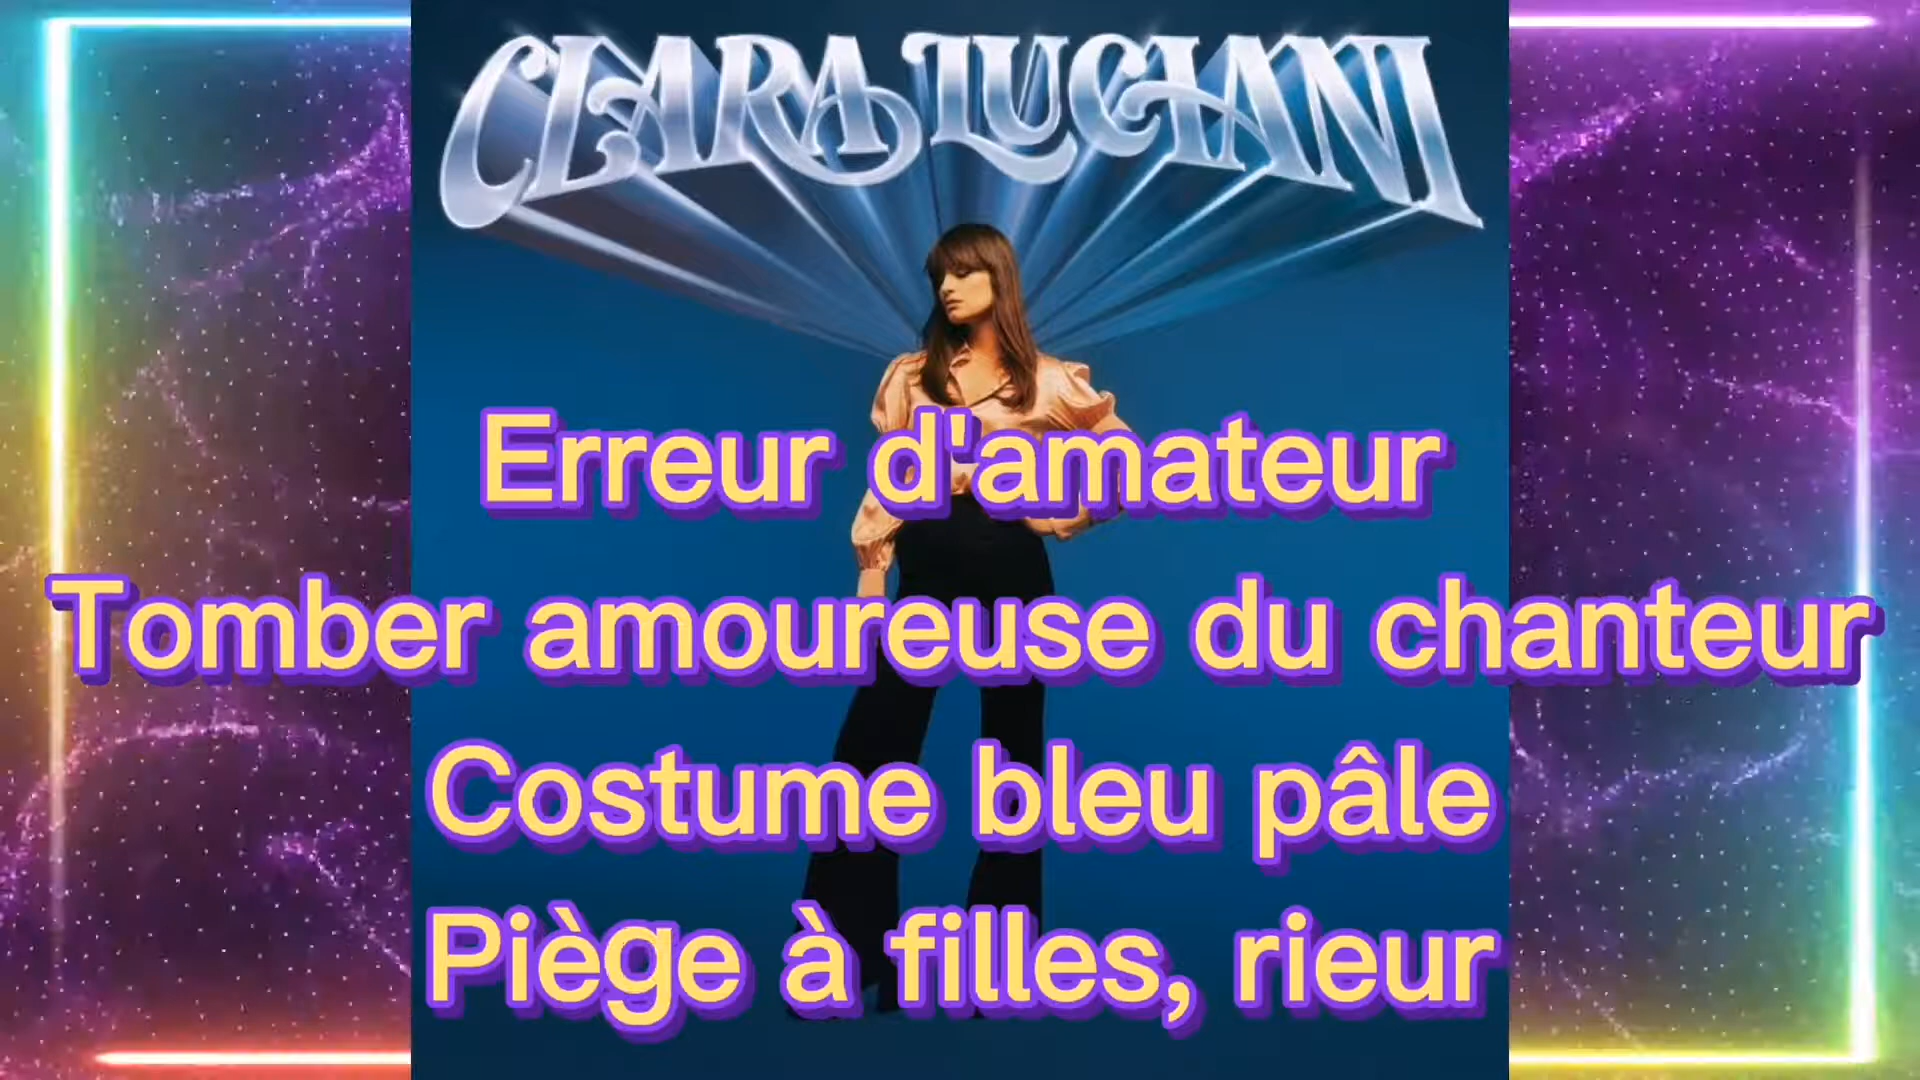 CLARA LUCIANI
Erreur d'amateur
Tomber amoureuse du chanteur
Costume bleu pâle
Piège à filles, rieur